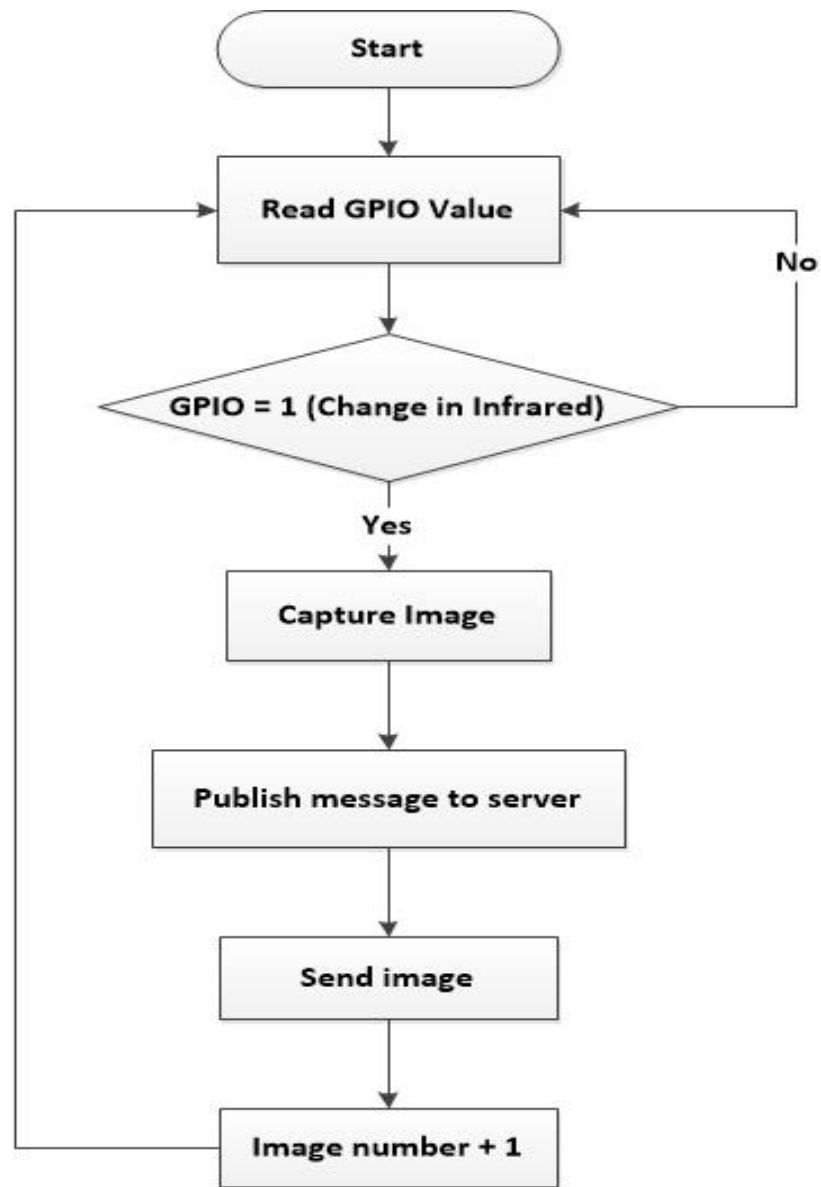 Start
Read GPIO Value
No
GPIO = 1 (Change in Infrared)
Yes
Capture Image
Publish message to server
Send image
Image number + 1